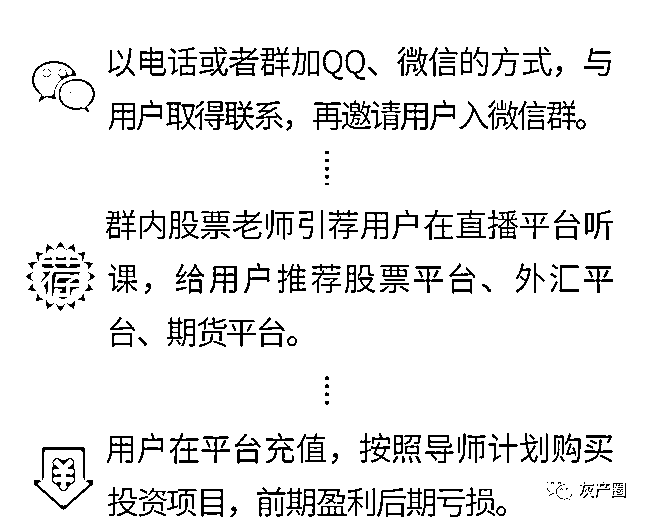 以电话或者群加QQ、微信的方式，与
用户取得联系，再邀请用户入微信群。
群内股票老师引荐用户在直播平台听
荐
课，给用户推荐股票平台、外汇平
台、期货平台。
用户在平台充值，按照导师计划购买
投资项目，前期盈利后期亏损。
灰产圈